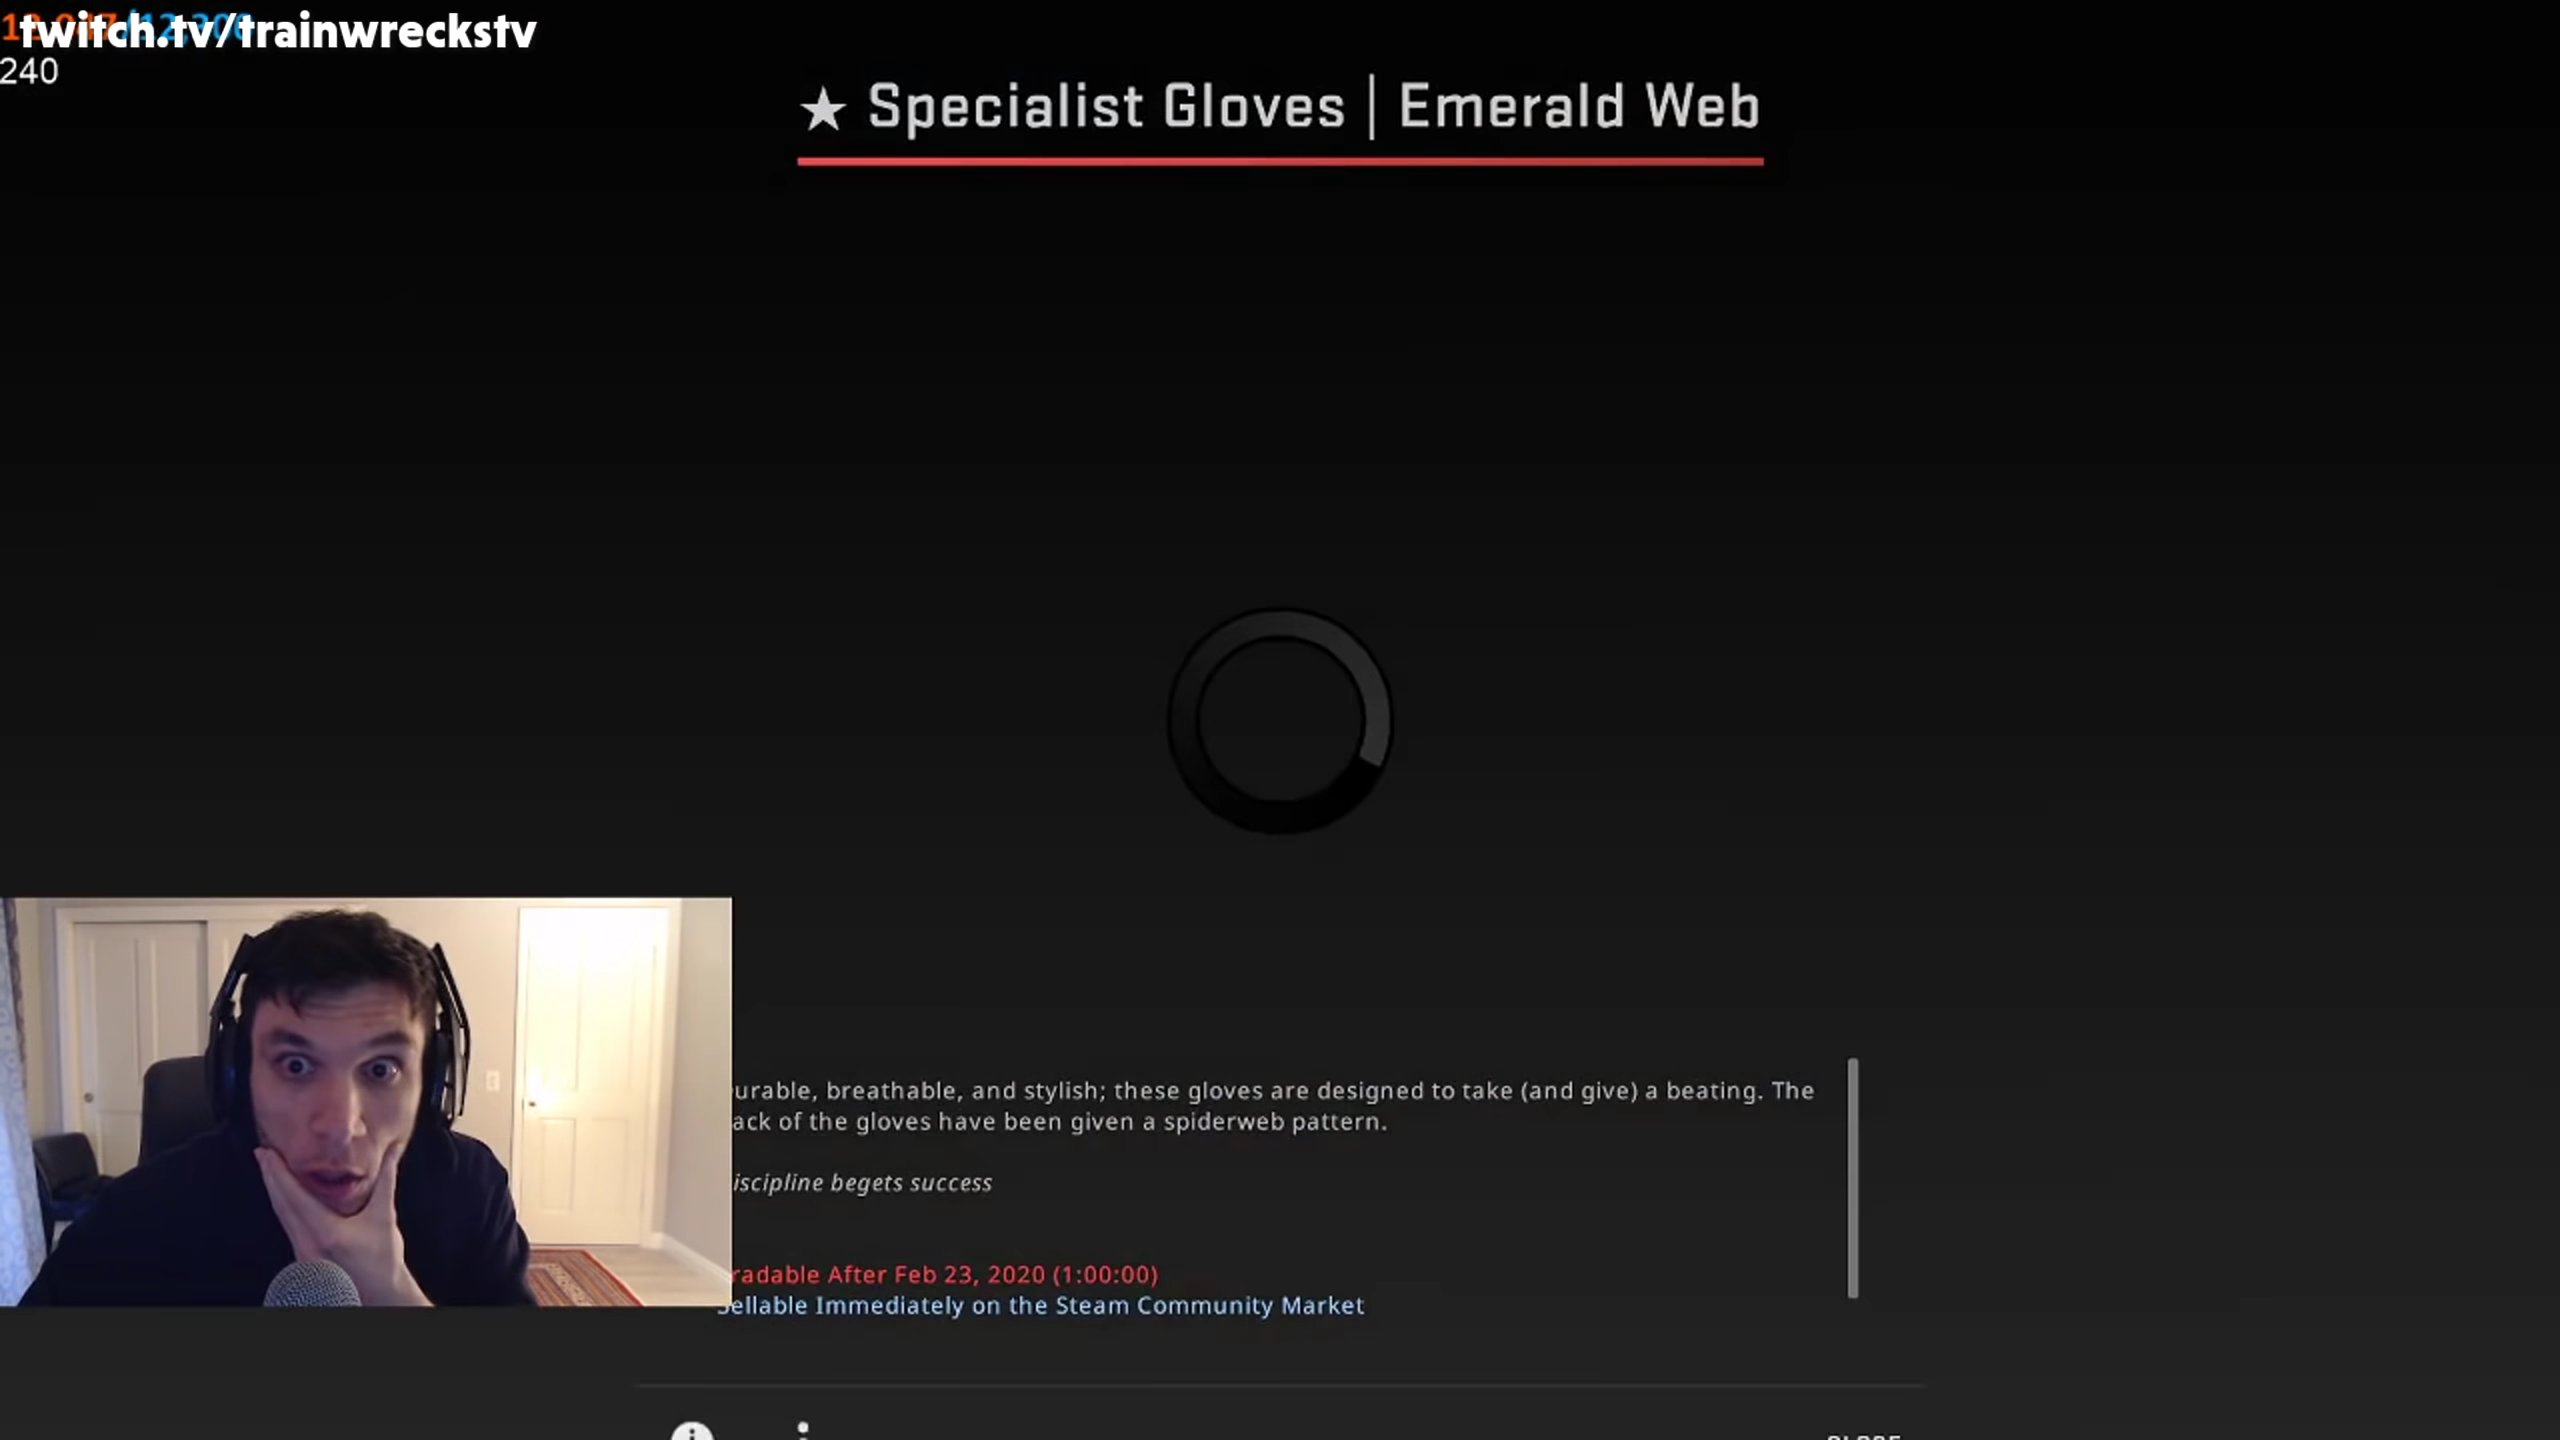 twitch.tv/trainwreckstv
240
★ Specialist Gloves | Emerald Web
urable, breathable, and stylish; these gloves are designed to take (and give) a beating. The
ack of the gloves have been given a spiderweb pattern.
iscipline begets success
radable After Feb 23, 2020 (1:00:00)
Sellable Immediately on the Steam Community Market